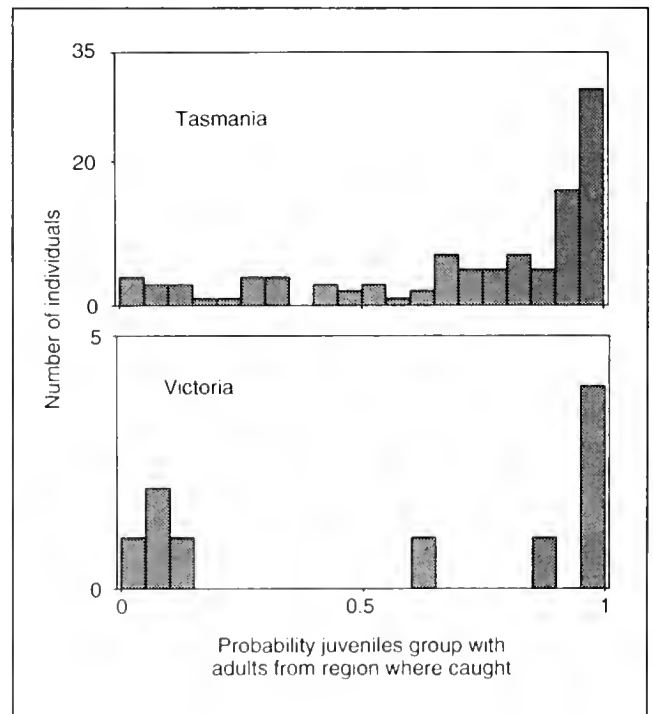 35
Tasmania
20
Number of individuals
0
5
Victoria
0
0 0.5 1
Probability juveniles group with
adults from region where caught